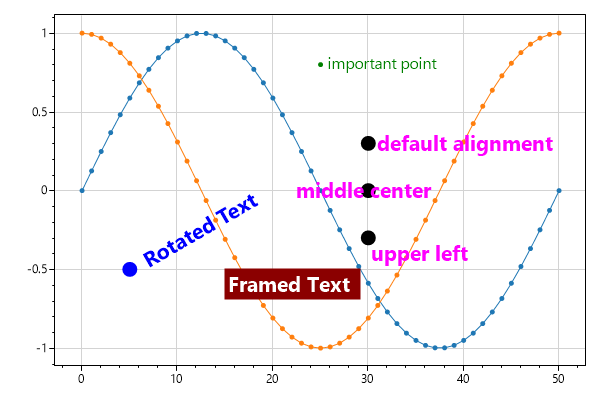 1
important point
0.5
default alignment
0
middle center
Rotated Text
upper left
-0.5
Framed Text
-1
0 10 20 30 40 50